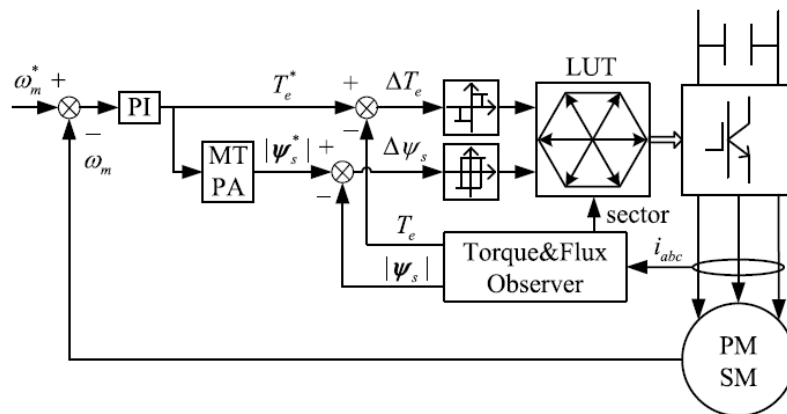 ω*m +
−
ωm
PI
T*e
+
−
ΔTe
LUT
MT
PA
|ψ*s|
+
−
Δψs
sector
Te
|ψs|
Torque&Flux
Observer
iabc
PM
SM